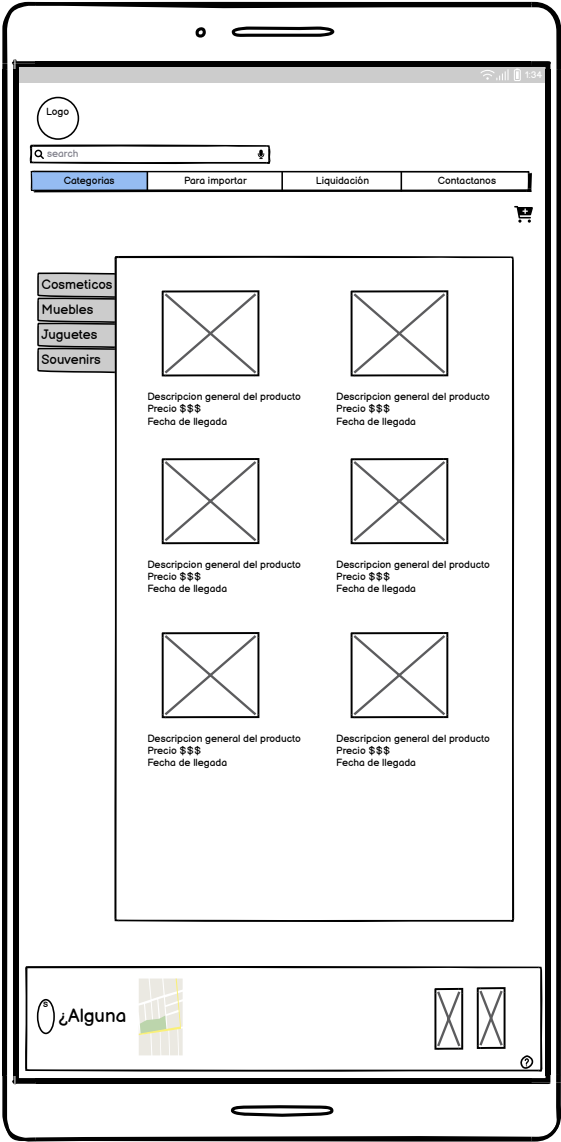 1:34
Logo
search
Categorias Para importar Liquidación Contactanos
Cosmeticos
Muebles
Juguetes
Souvenirs
Descripcion general del producto
Precio $$$
Fecha de llegada
Descripcion general del producto
Precio $$$
Fecha de llegada
Descripcion general del producto
Precio $$$
Fecha de llegada
Descripcion general del producto
Precio $$$
Fecha de llegada
Descripcion general del producto
Precio $$$
Fecha de llegada
Descripcion general del producto
Precio $$$
Fecha de llegada
S
¿Alguna
?